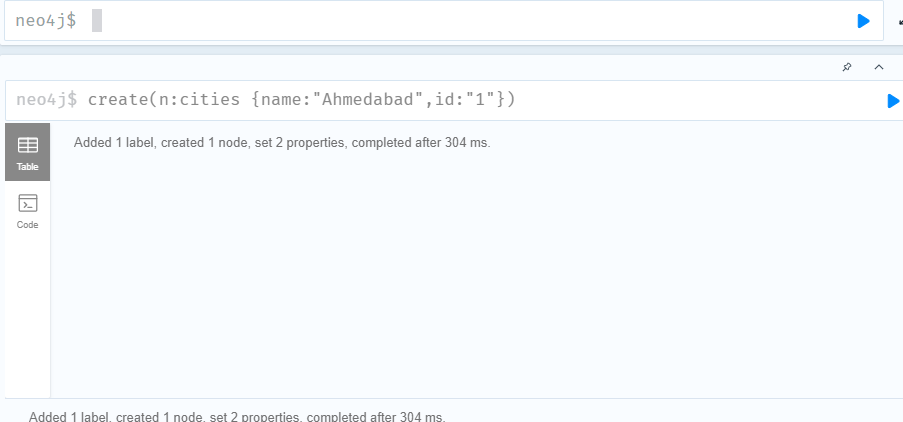 neo4j$
neo4j$ create(n:cities {name:"Ahmedabad",id:"1"})
Added 1 label, created 1 node, set 2 properties, completed after 304 ms.
Table
Code
Added 1 label, created 1 node, set 2 properties, completed after 304 ms.